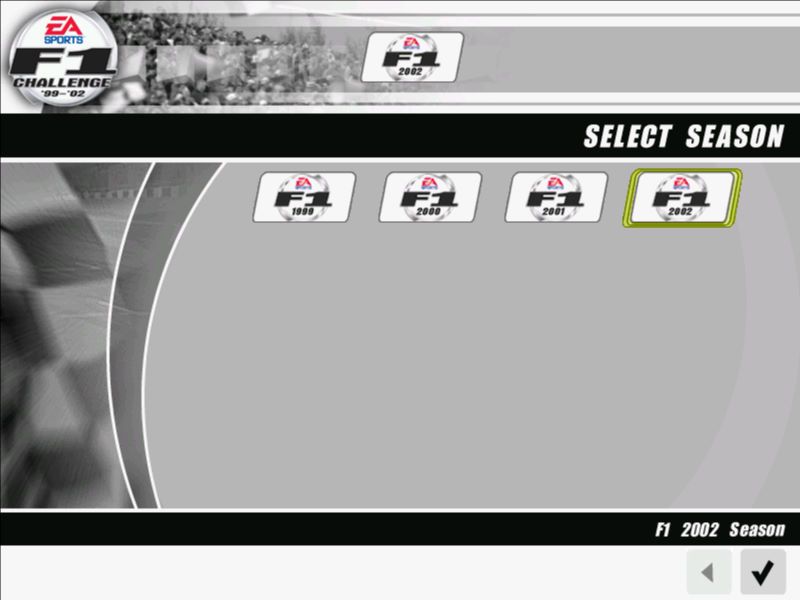 EA
SPORTS
F1
CHALLENGE
'99-'02
EA
F1
2002
SELECT SEASON
EA
F1
1999
EA
F1
2000
EA
F1
2001
EA
F1
2002
F1 2002 Season